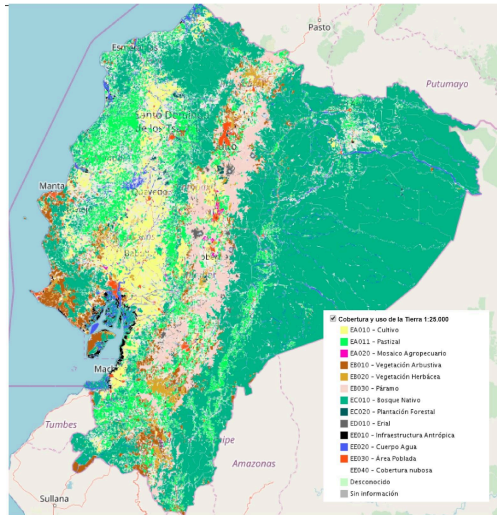 Pasto
Esmeraldas
Putumayo
Santo Domingo
de los Tsa
Manta
Mach
Tumbes
Amazonas
Sullana
Cobertura y uso de la Tierra 1:25.000
EA010 - Cultivo
EA011 - Pastizal
EA020 - Mosaico Agropecuario
EB010 - Vegetación Arbustiva
EB020 - Vegetación Herbácea
EB030 - Páramo
EC010 - Bosque Nativo
EC020 - Plantación Forestal
ED010 - Erial
EE010 - Infraestructura Antrópica
EE020 - Cuerpo Agua
EE030 - Área Poblada
EE040 - Cobertura nubosa
Desconocido
Sin información